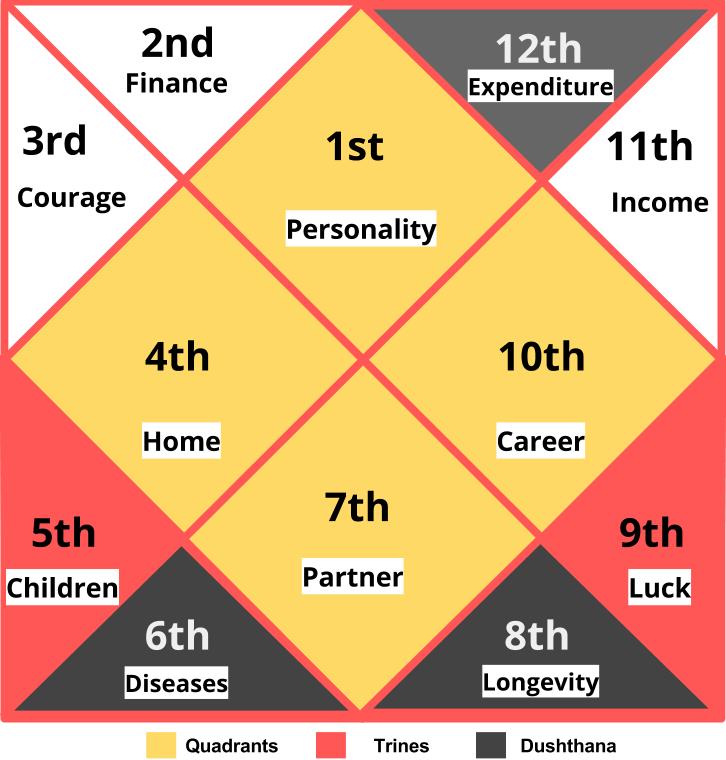 2nd
Finance
12th
Expenditure
3rd
Courage
1st
Personality
11th
Income
4th
Home
10th
Career
5th
Children
7th
Partner
9th
Luck
6th
Diseases
8th
Longevity
Quadrants
Trines
Dushthana